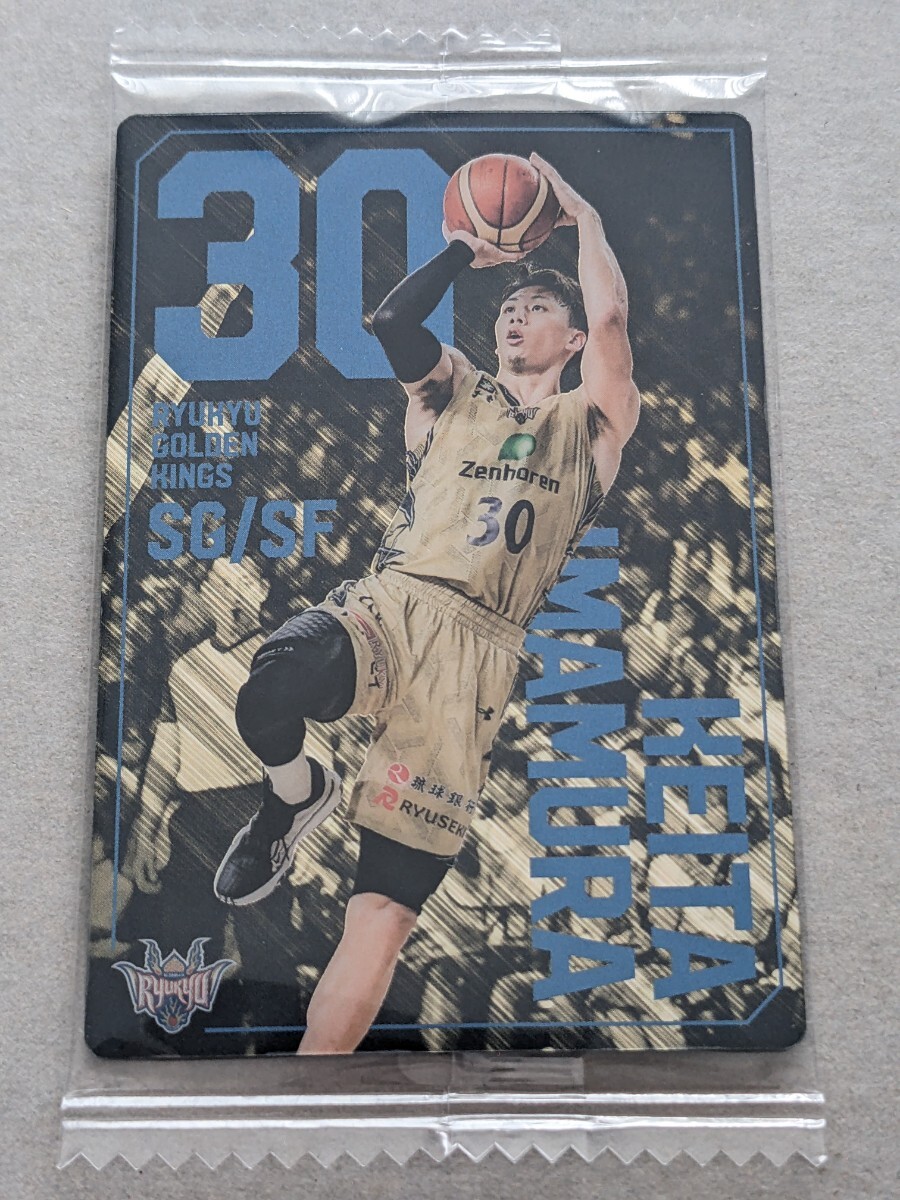 30
RYUKYU
GOLDEN
KINGS
SG/SF
Zenhoren
30
KEITA
IMAMURA
琉球銀行
RYUSEKI
RYUKYU